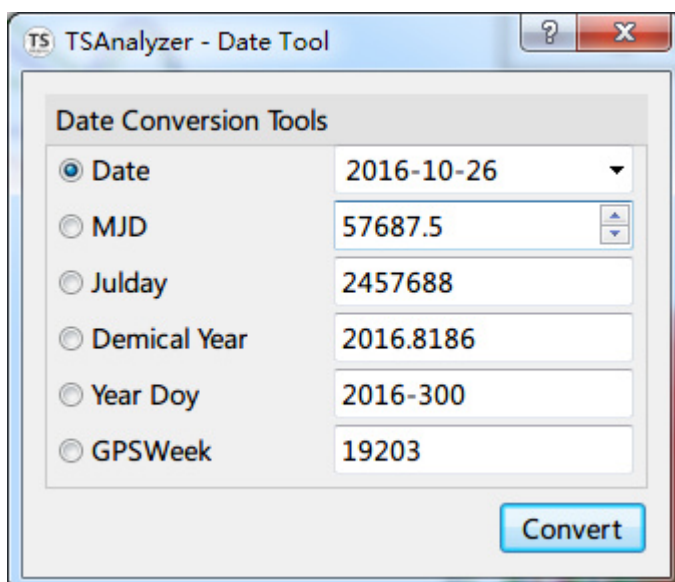 TS TSAnalyzer - Date Tool ? X
Date Conversion Tools
Date 2016-10-26
MJD 57687.5
Julday 2457688
Demical Year 2016.8186
Year Doy 2016-300
GPSWeek 19203
Convert